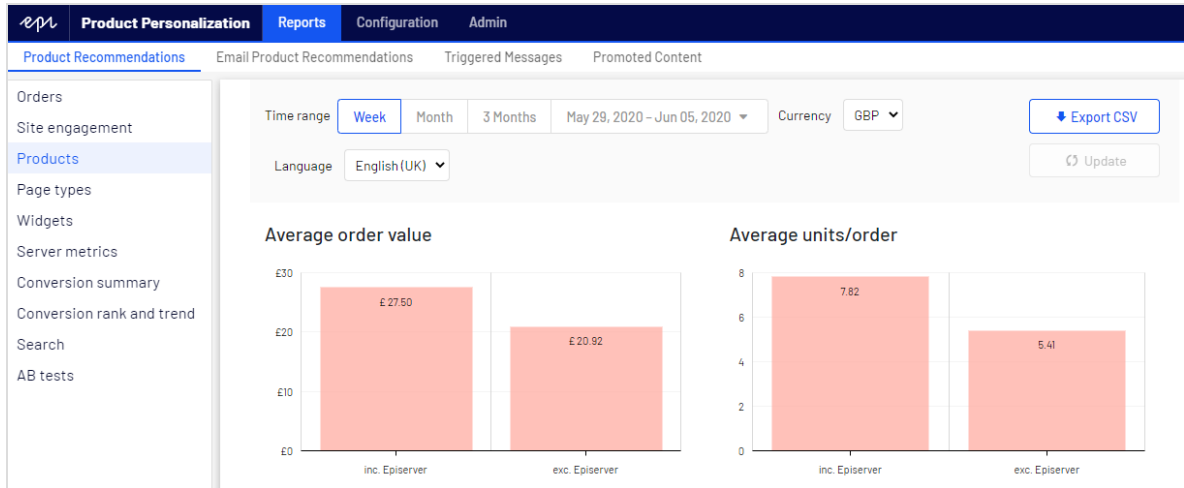 epi Product Personalization Reports Configuration Admin
Product Recommendations Email Product Recommendations Triggered Messages Promoted Content
Orders
Site engagement
Products
Page types
Widgets
Server metrics
Conversion summary
Conversion rank and trend
Search
AB tests
Time range Week Month 3 Months May 29, 2020 - Jun 05, 2020 Currency GBP Export CSV
Language English (UK) Update
Average order value
£30
£20
£10
£0
£ 27.50
£ 20.92
inc. Episerver exc. Episerver
Average units/order
8
6
4
2
0
7.82
5.41
inc. Episerver exc. Episerver